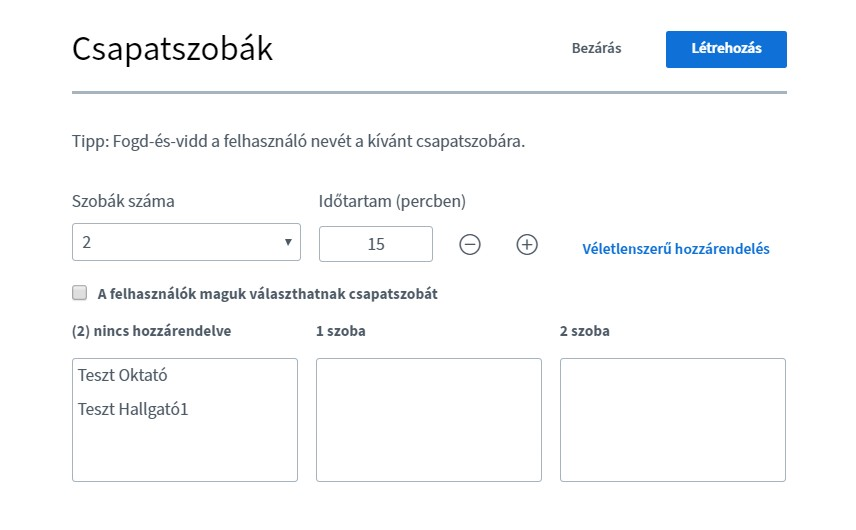 Csapatszobák
Bezárás
Létrehozás
Tipp: Fogd-és-vidd a felhasználó nevét a kívánt csapatszobára.
Szobák száma
Időtartam (percben)
2
15
Véletlenszerű hozzárendelés
A felhasználók maguk választhatnak csapatszobát
(2) nincs hozzárendelve
1 szoba
2 szoba
Teszt Oktató
Teszt Hallgató1